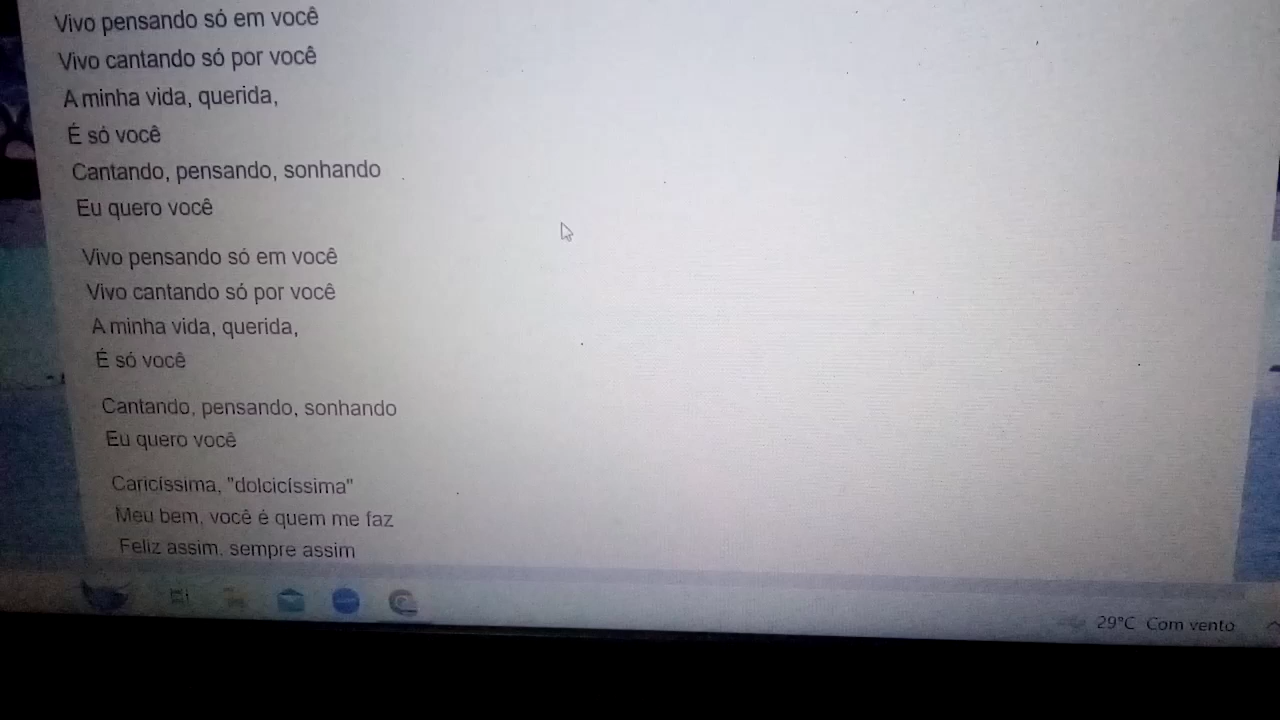 Vivo pensando só em você
Vivo cantando só por você
A minha vida, querida,
É só você
Cantando, pensando, sonhando
Eu quero você
Vivo pensando só em você
Vivo cantando só por você
A minha vida, querida,
É só você
Cantando, pensando, sonhando
Eu quero você
Caricíssima, "dolcicíssima"
Meu bem, você é quem me faz
Feliz assim, sempre assim
29°C Com vento